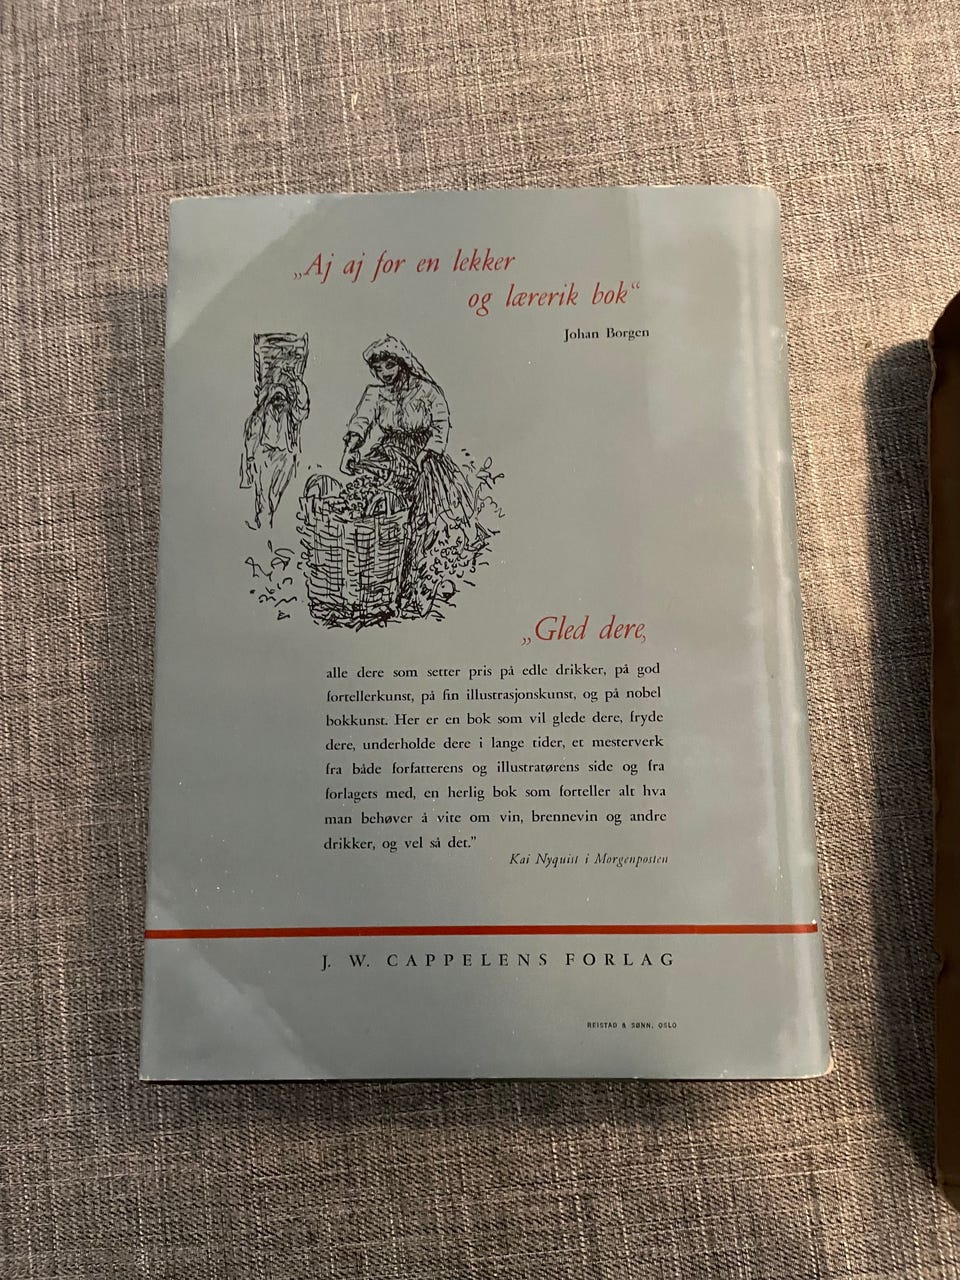 „Aj aj for en lekker
og lærerik bok“
Johan Borgen
„Gled dere,
alle dere som setter pris på edle drikker, på god
fortellerkunst, på fin illustrasjonskunst, og på nobel
bokkunst. Her er en bok som vil glede dere, fryde
dere, underholde dere i lange tider, et mesterverk
fra både forfatterens og illustratørens side og fra
forlagets med, en herlig bok som forteller alt hva
man behøver å vite om vin, brennevin og andre
drikker, og vel så det.”
Kai Nyquist i Morgenposten
J. W. CAPPELENS FORLAG
REISTAD & SØNN, OSLO